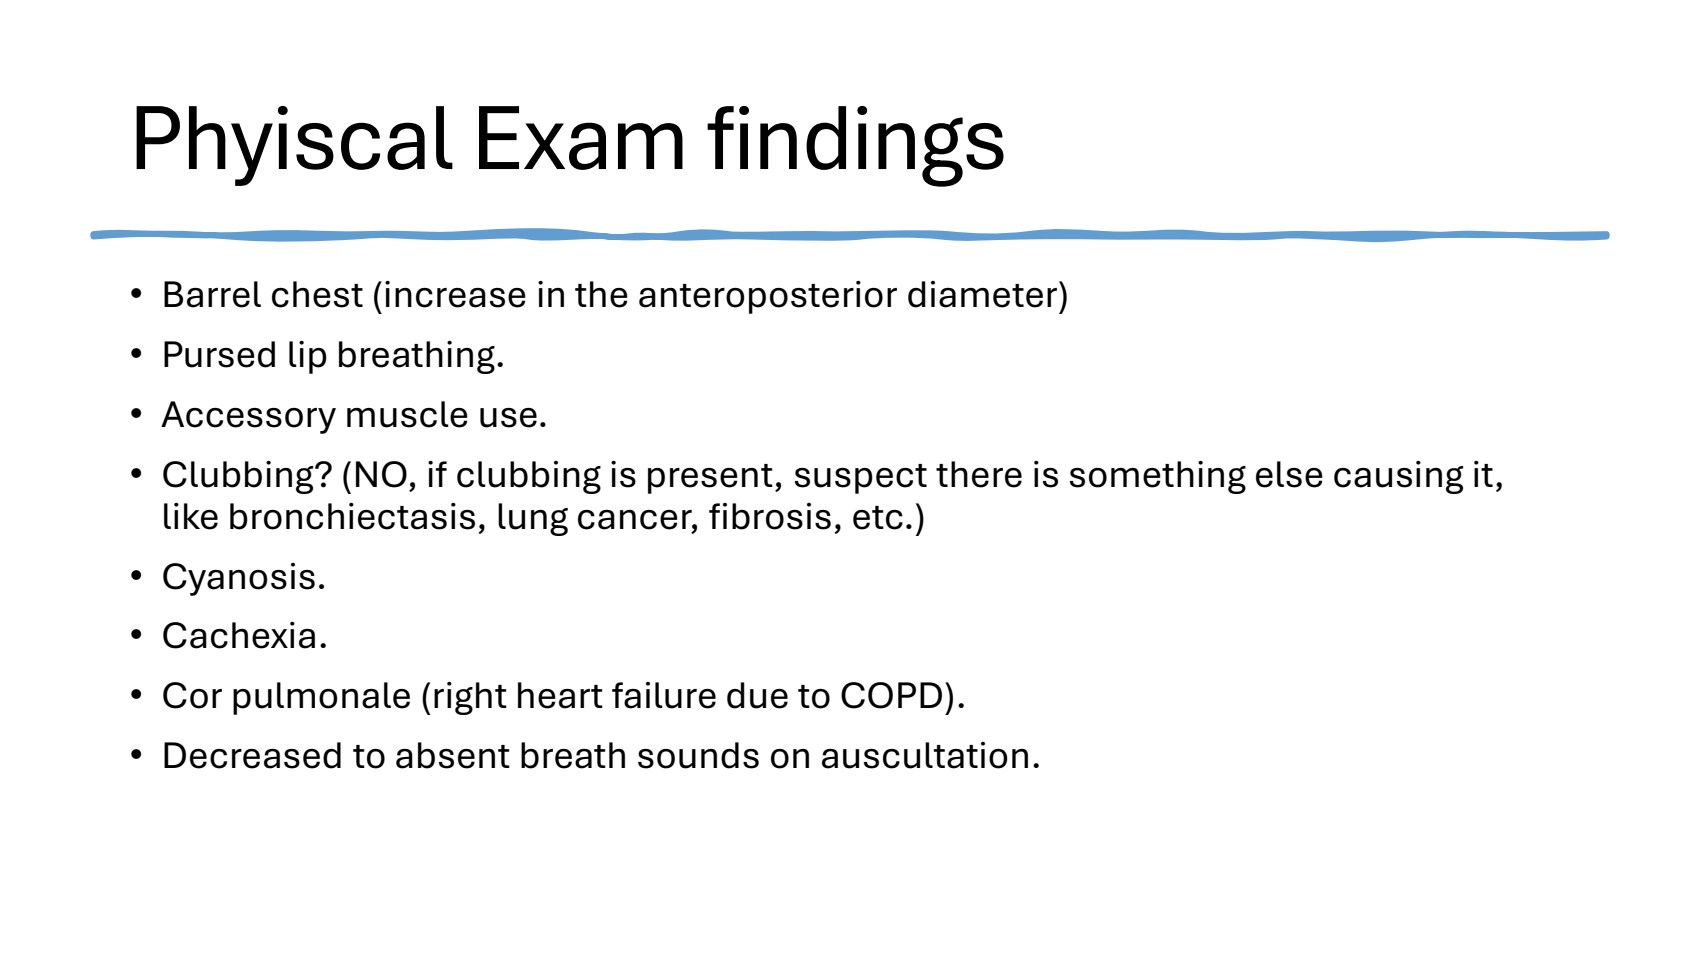 Phyiscal Exam findings
• Barrel chest (increase in the anteroposterior diameter)
• Pursed lip breathing.
• Accessory muscle use.
• Clubbing? (NO, if clubbing is present, suspect there is something else causing it,
like bronchiectasis, lung cancer, fibrosis, etc.)
• Cyanosis.
• Cachexia.
• Cor pulmonale (right heart failure due to COPD).
• Decreased to absent breath sounds on auscultation.